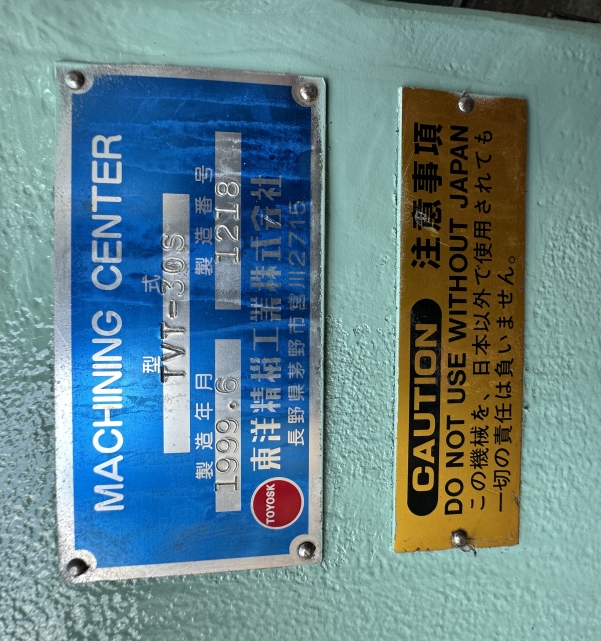 MACHINING CENTER
型式
TVT-30S
製造年月 製造番号
1999.6 1218
TOYOSK 東洋精機工業株式会社
長野県茅野市宮川2715
CAUTION 注意事項
DO NOT USE WITHOUT JAPAN
この機械を、日本以外で使用されても
一切の責任は負いません。